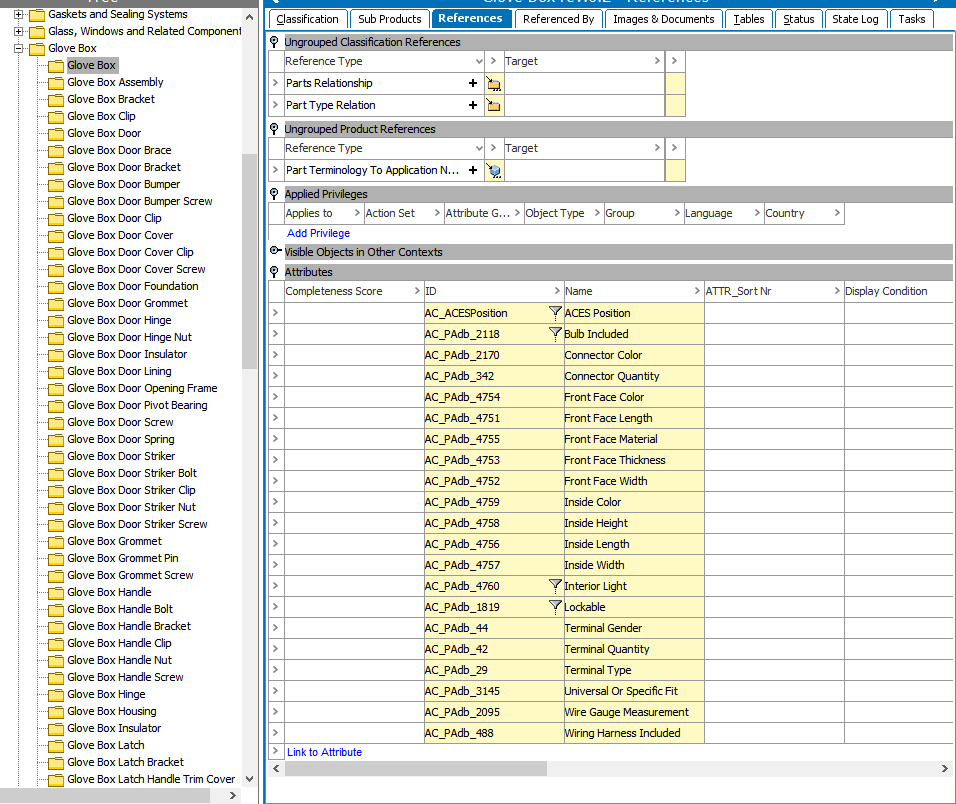 Gaskets and Sealing Systems
Glass, Windows and Related Component
Glove Box
Glove Box
Glove Box Assembly
Glove Box Bracket
Glove Box Clip
Glove Box Door
Glove Box Door Brace
Glove Box Door Bracket
Glove Box Door Bumper
Glove Box Door Bumper Screw
Glove Box Door Clip
Glove Box Door Cover
Glove Box Door Cover Clip
Glove Box Door Cover Screw
Glove Box Door Foundation
Glove Box Door Grommet
Glove Box Door Hinge
Glove Box Door Hinge Nut
Glove Box Door Insulator
Glove Box Door Lining
Glove Box Door Opening Frame
Glove Box Door Pivot Bearing
Glove Box Door Screw
Glove Box Door Spring
Glove Box Door Striker
Glove Box Door Striker Bolt
Glove Box Door Striker Clip
Glove Box Door Striker Nut
Glove Box Door Striker Screw
Glove Box Grommet
Glove Box Grommet Pin
Glove Box Grommet Screw
Glove Box Handle
Glove Box Handle Bolt
Glove Box Handle Bracket
Glove Box Handle Clip
Glove Box Handle Nut
Glove Box Handle Screw
Glove Box Hinge
Glove Box Housing
Glove Box Insulator
Glove Box Latch
Glove Box Latch Bracket
Glove Box Latch Handle Trim Cover
Classification Sub Products References Referenced By Images & Documents Tables Status State Log Tasks
Ungrouped Classification References
Reference Type Target
Parts Relationship
Part Type Relation
Ungrouped Product References
Reference Type Target
Part Terminology To Application N...
Applied Privileges
Applies to Action Set Attribute G... Object Type Group Language Country
Add Privilege
Visible Objects in Other Contexts
Attributes
Completeness Score ID Name ATTR_Sort Nr Display Condition
AC_ACESPosition ACES Position
AC_PAdb_2118 Bulb Included
AC_PAdb_2170 Connector Color
AC_PAdb_342 Connector Quantity
AC_PAdb_4754 Front Face Color
AC_PAdb_4751 Front Face Length
AC_PAdb_4755 Front Face Material
AC_PAdb_4753 Front Face Thickness
AC_PAdb_4752 Front Face Width
AC_PAdb_4759 Inside Color
AC_PAdb_4758 Inside Height
AC_PAdb_4756 Inside Length
AC_PAdb_4757 Inside Width
AC_PAdb_4760 Interior Light
AC_PAdb_1819 Lockable
AC_PAdb_44 Terminal Gender
AC_PAdb_42 Terminal Quantity
AC_PAdb_29 Terminal Type
AC_PAdb_3145 Universal Or Specific Fit
AC_PAdb_2095 Wire Gauge Measurement
AC_PAdb_488 Wiring Harness Included
Link to Attribute